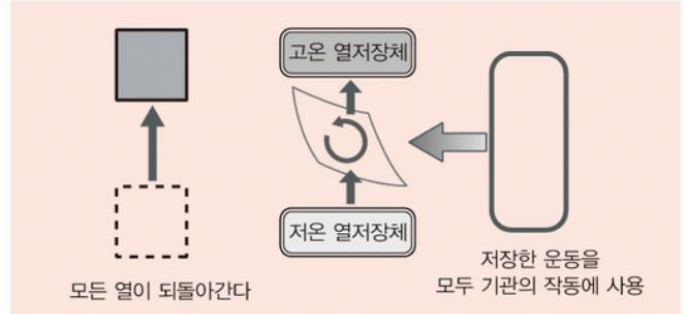 고온 열저장체
저온 열저장체
모든 열이 되돌아간다
저장한 운동을
모두 기관의 작동에 사용